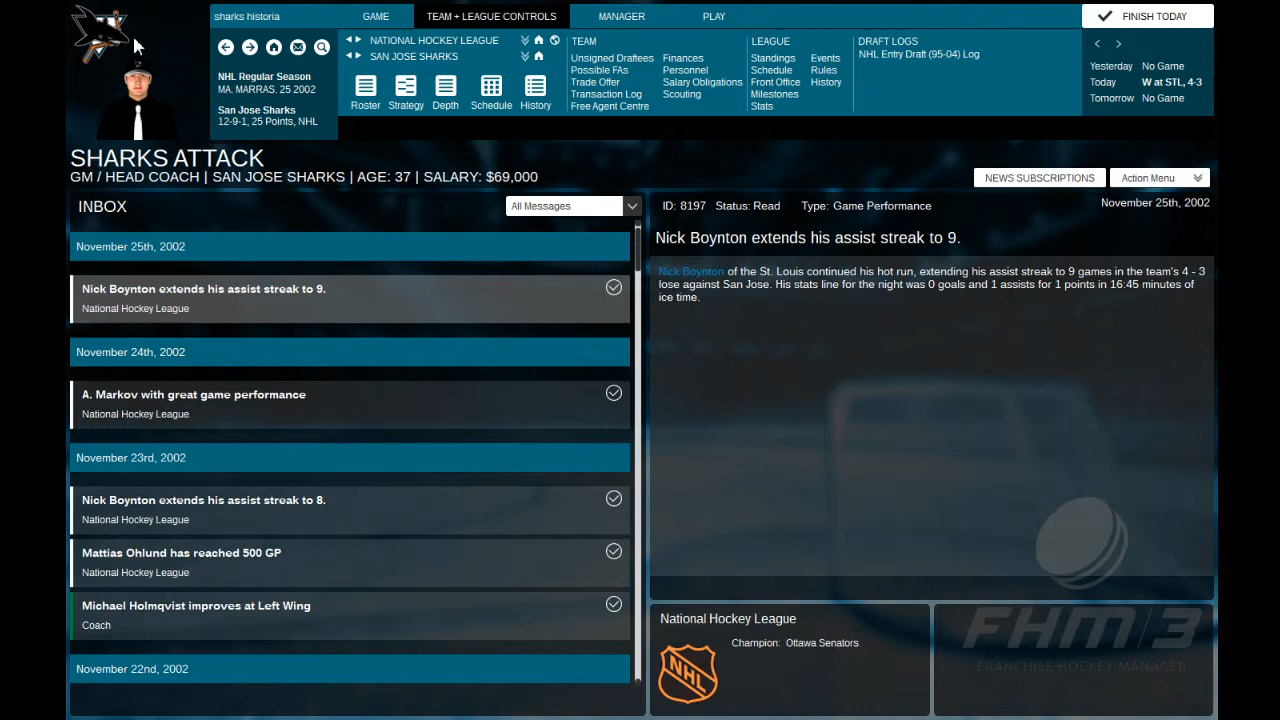 sharks historia
GAME
TEAM + LEAGUE CONTROLS
MANAGER
PLAY
FINISH TODAY
NATIONAL HOCKEY LEAGUE
SAN JOSE SHARKS
NHL Regular Season
MA. MARRAS. 25 2002
San Jose Sharks
12-9-1, 25 Points, NHL
Roster
Strategy
Depth
Schedule
History
TEAM
Unsigned Draftees
Possible FAs
Trade Offer
Transaction Log
Free Agent Centre
Finances
Personnel
Salary Obligations
Scouting
LEAGUE
Standings
Schedule
Front Office
Milestones
Stats
Events
Rules
History
DRAFT LOGS
NHL Entry Draft (95-04) Log
Yesterday No Game
Today W at STL, 4-3
Tomorrow No Game
SHARKS ATTACK
GM / HEAD COACH | SAN JOSE SHARKS | AGE: 37 | SALARY: $69,000
NEWS SUBSCRIPTIONS
Action Menu
INBOX
All Messages
November 25th, 2002
Nick Boynton extends his assist streak to 9.
National Hockey League
November 24th, 2002
A. Markov with great game performance
National Hockey League
November 23rd, 2002
Nick Boynton extends his assist streak to 8.
National Hockey League
Mattias Ohlund has reached 500 GP
National Hockey League
Michael Holmqvist improves at Left Wing
Coach
November 22nd, 2002
ID: 8197 Status: Read Type: Game Performance
November 25th, 2002
Nick Boynton extends his assist streak to 9.
Nick Boynton of the St. Louis continued his hot run, extending his assist streak to 9 games in the team's 4 - 3
lose against San Jose. His stats line for the night was 0 goals and 1 assists for 1 points in 16:45 minutes of
ice time.
National Hockey League
Champion: Ottawa Senators
NHL
FHM/3
FRANCHISE HOCKEY MANAGER